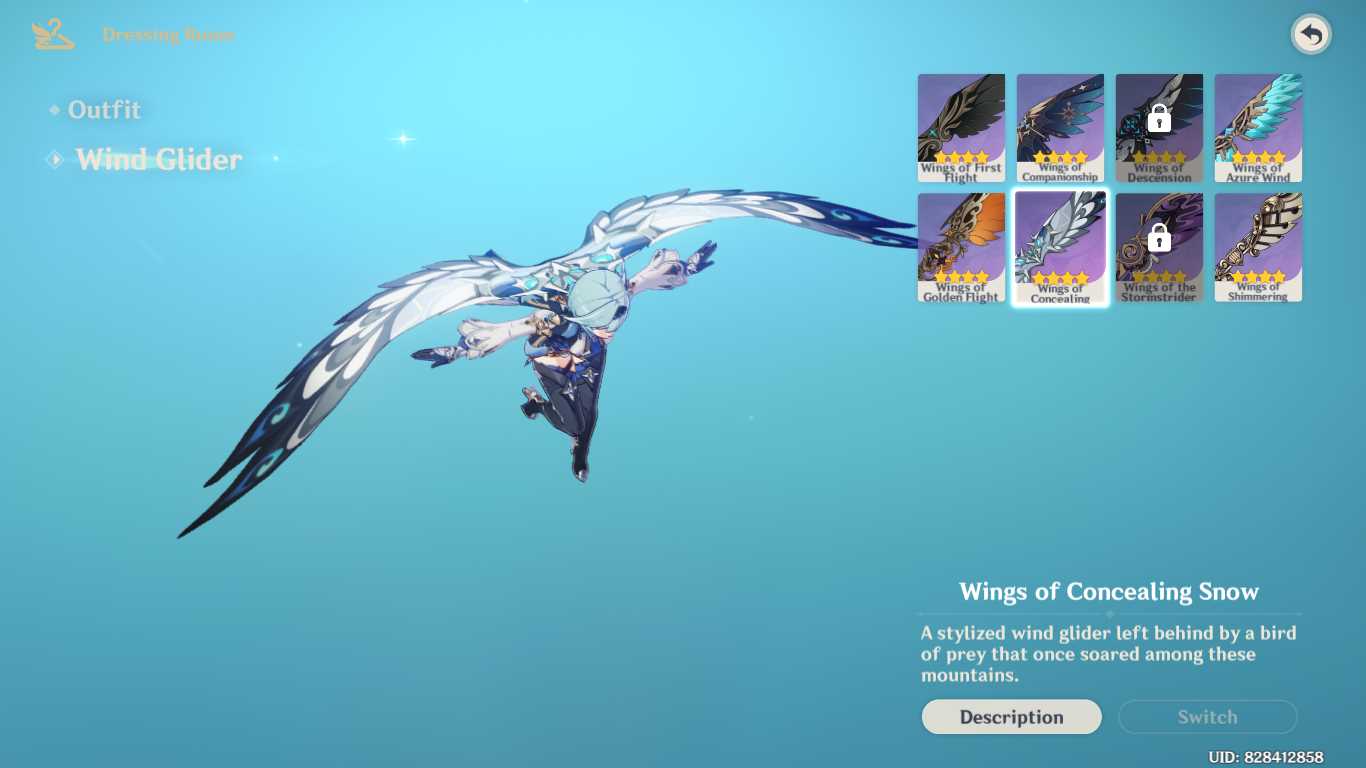 Dressing Room
Outfit
Wind Glider
Wings of First
Flight
Wings of
Companionship
Wings of
Descension
Wings of
Azure Wind
Wings of
Golden Flight
Wings of
Concealing
Wings of the
Stormstrider
Wings of
Shimmering
Wings of Concealing Snow
A stylized wind glider left behind by a bird
of prey that once soared among these
mountains.
Description
Switch
UID: 828412858